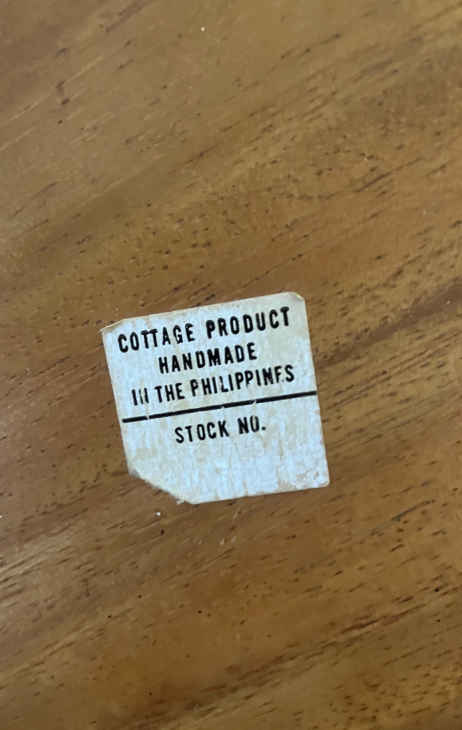 COTTAGE PRODUCT
HANDMADE
IN THE PHILIPPINES
STOCK NO.